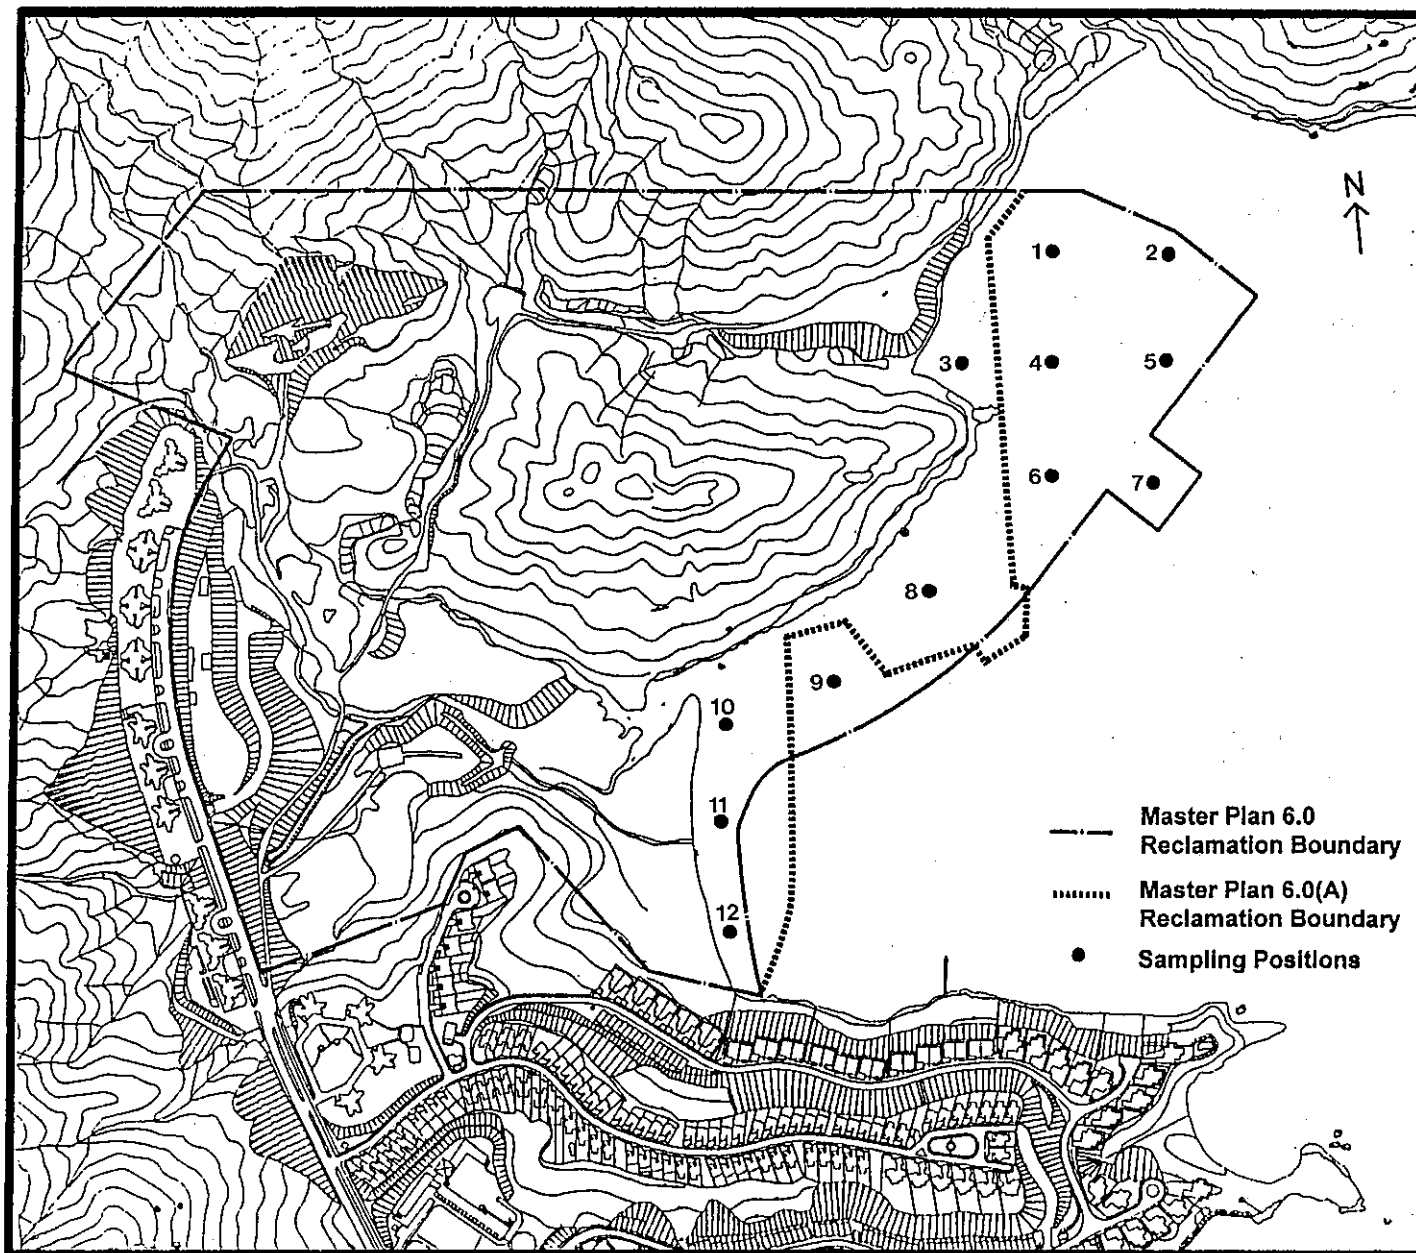 N
1
2
3
4
5
6
7
8
9
10
11
12
Master Plan 6.0
Reclamation Boundary
Master Plan 6.0(A)
Reclamation Boundary
Sampling Positions